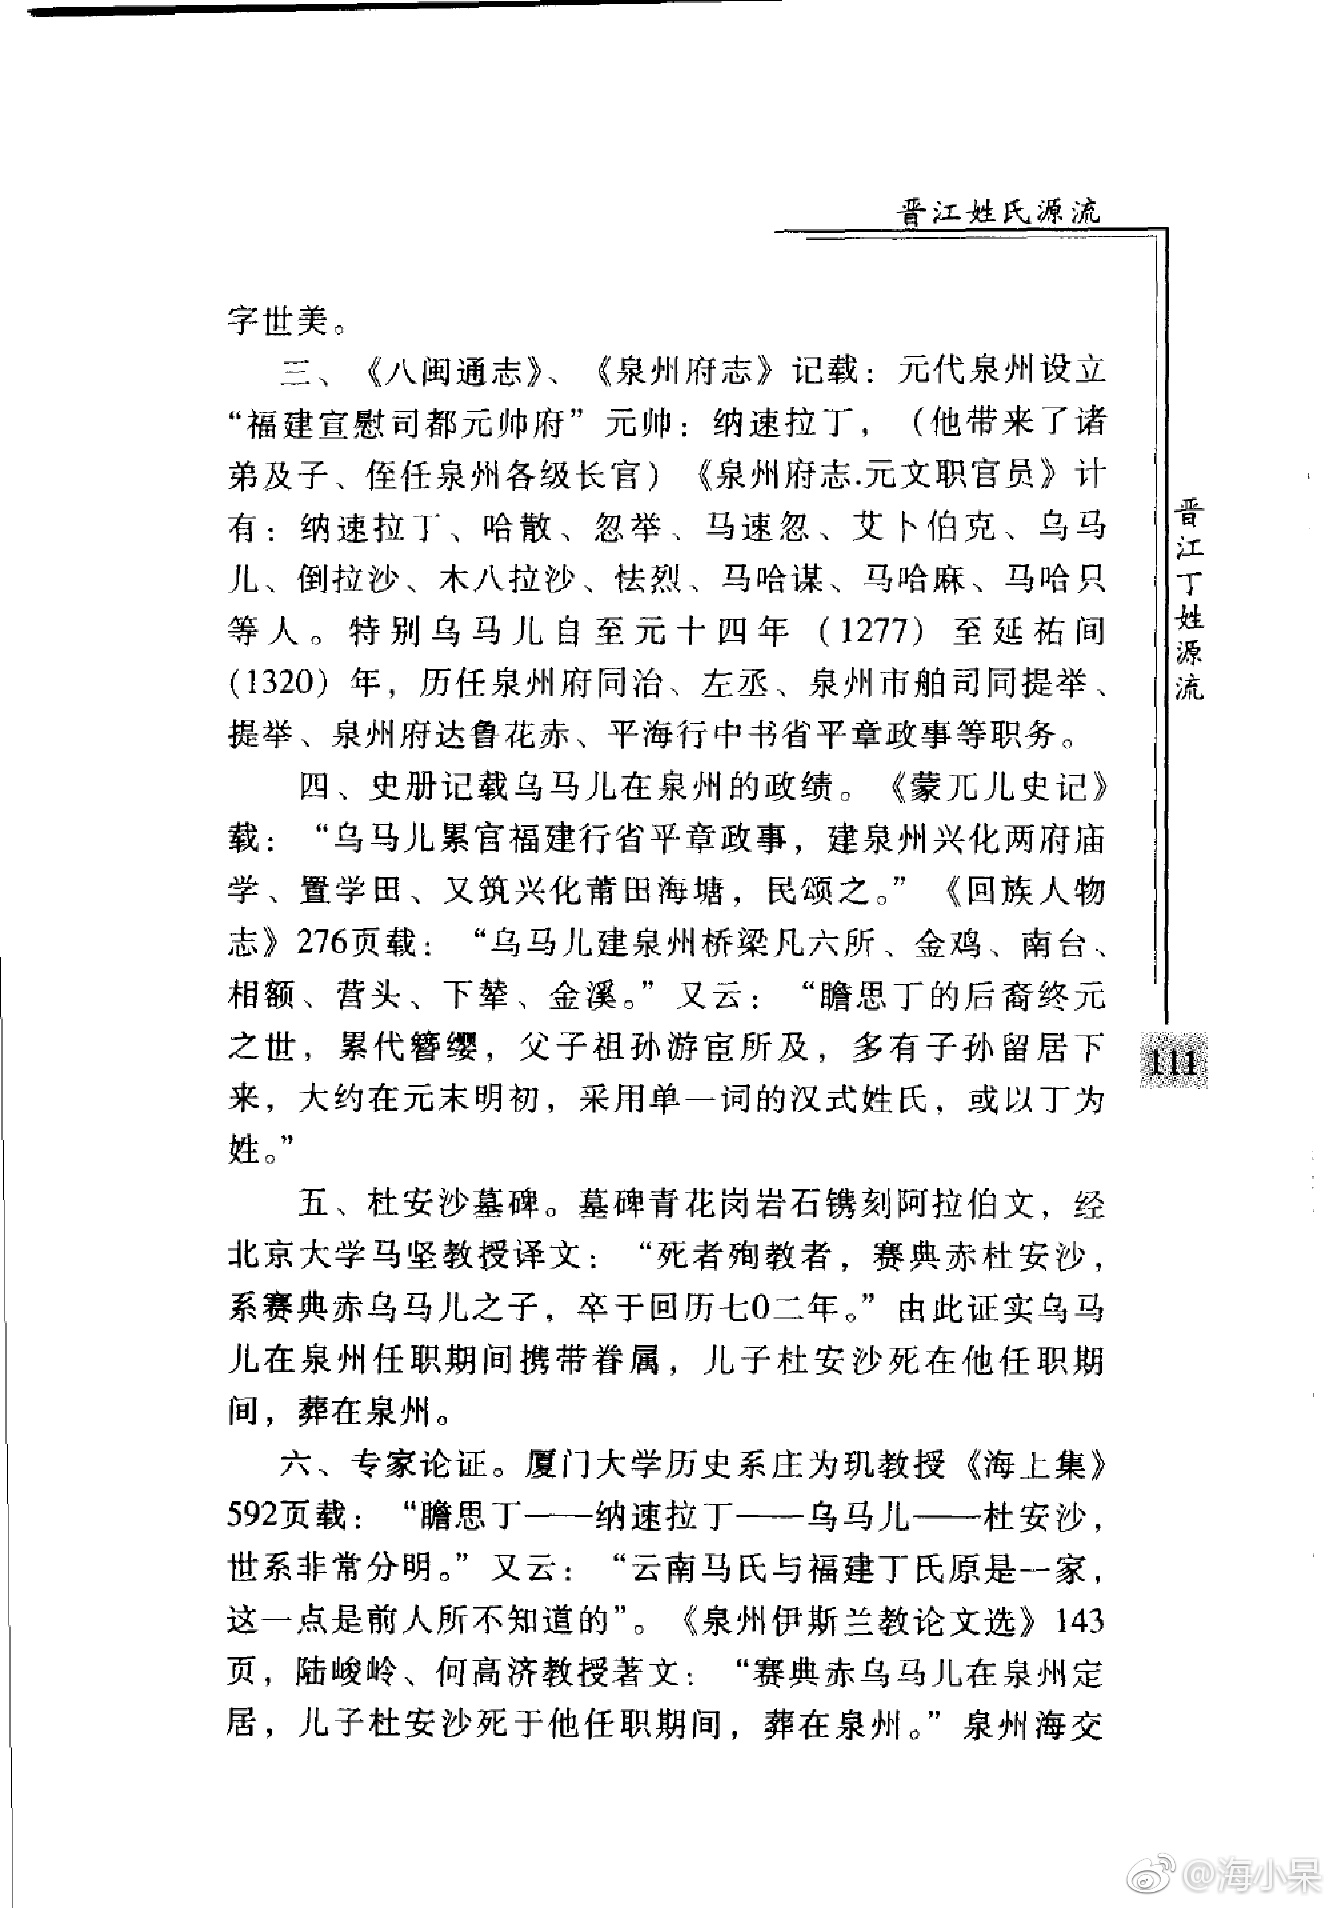 晋江姓氏源流
字世美。
三、《八闽通志》、《泉州府志》记载：元代泉州设立
“福建宣慰司都元帅府”元帅：纳速拉丁，（他带来了诸
弟及子、侄任泉州各级长官）《泉州府志.元文职官员》计
有：纳速拉丁、哈散、忽举、马速忽、艾卜伯克、乌马
儿、倒拉沙、木八拉沙、怯烈、马哈谋、马哈麻、马哈只
等人。特别乌马儿自至元十四年（1277）至延祐间
（1320）年，历任泉州府同治、左丞、泉州市舶司同提举、
提举、泉州府达鲁花赤、平海行中书省平章政事等职务。
四、史册记载乌马儿在泉州的政绩。《蒙兀儿史记》
载：“乌马儿累官福建行省平章政事，建泉州兴化两府庙
学、置学田、又筑兴化莆田海塘，民颂之。”《回族人物
志》276页载：“乌马儿建泉州桥梁凡六所、金鸡、南台、
相额、营头、下辇、金溪。”又云：“瞻思丁的后裔终元
之世，累代簪缨，父子祖孙游宦所及，多有子孙留居下
来，大约在元末明初，采用单一词的汉式姓氏，或以丁为
姓。”
五、杜安沙墓碑。墓碑青花岗岩石镌刻阿拉伯文，经
北京大学马坚教授译文：“死者殉教者，赛典赤杜安沙，
系赛典赤乌马儿之子，卒于回历七0二年。”由此证实乌马
儿在泉州任职期间携带眷属，儿子杜安沙死在他任职期
间，葬在泉州。
六、专家论证。厦门大学历史系庄为玑教授《海上集》
592页载：“瞻思丁——纳速拉丁——乌马儿——杜安沙，
世系非常分明。”又云：“云南马氏与福建丁氏原是一家，
这一点是前人所不知道的”。《泉州伊斯兰教论文选》143
页，陆峻岭、何高济教授著文：“赛典赤乌马儿在泉州定
居，儿子杜安沙死于他任职期间，葬在泉州。”泉州海交
晋江丁姓源流
111
@海小呆